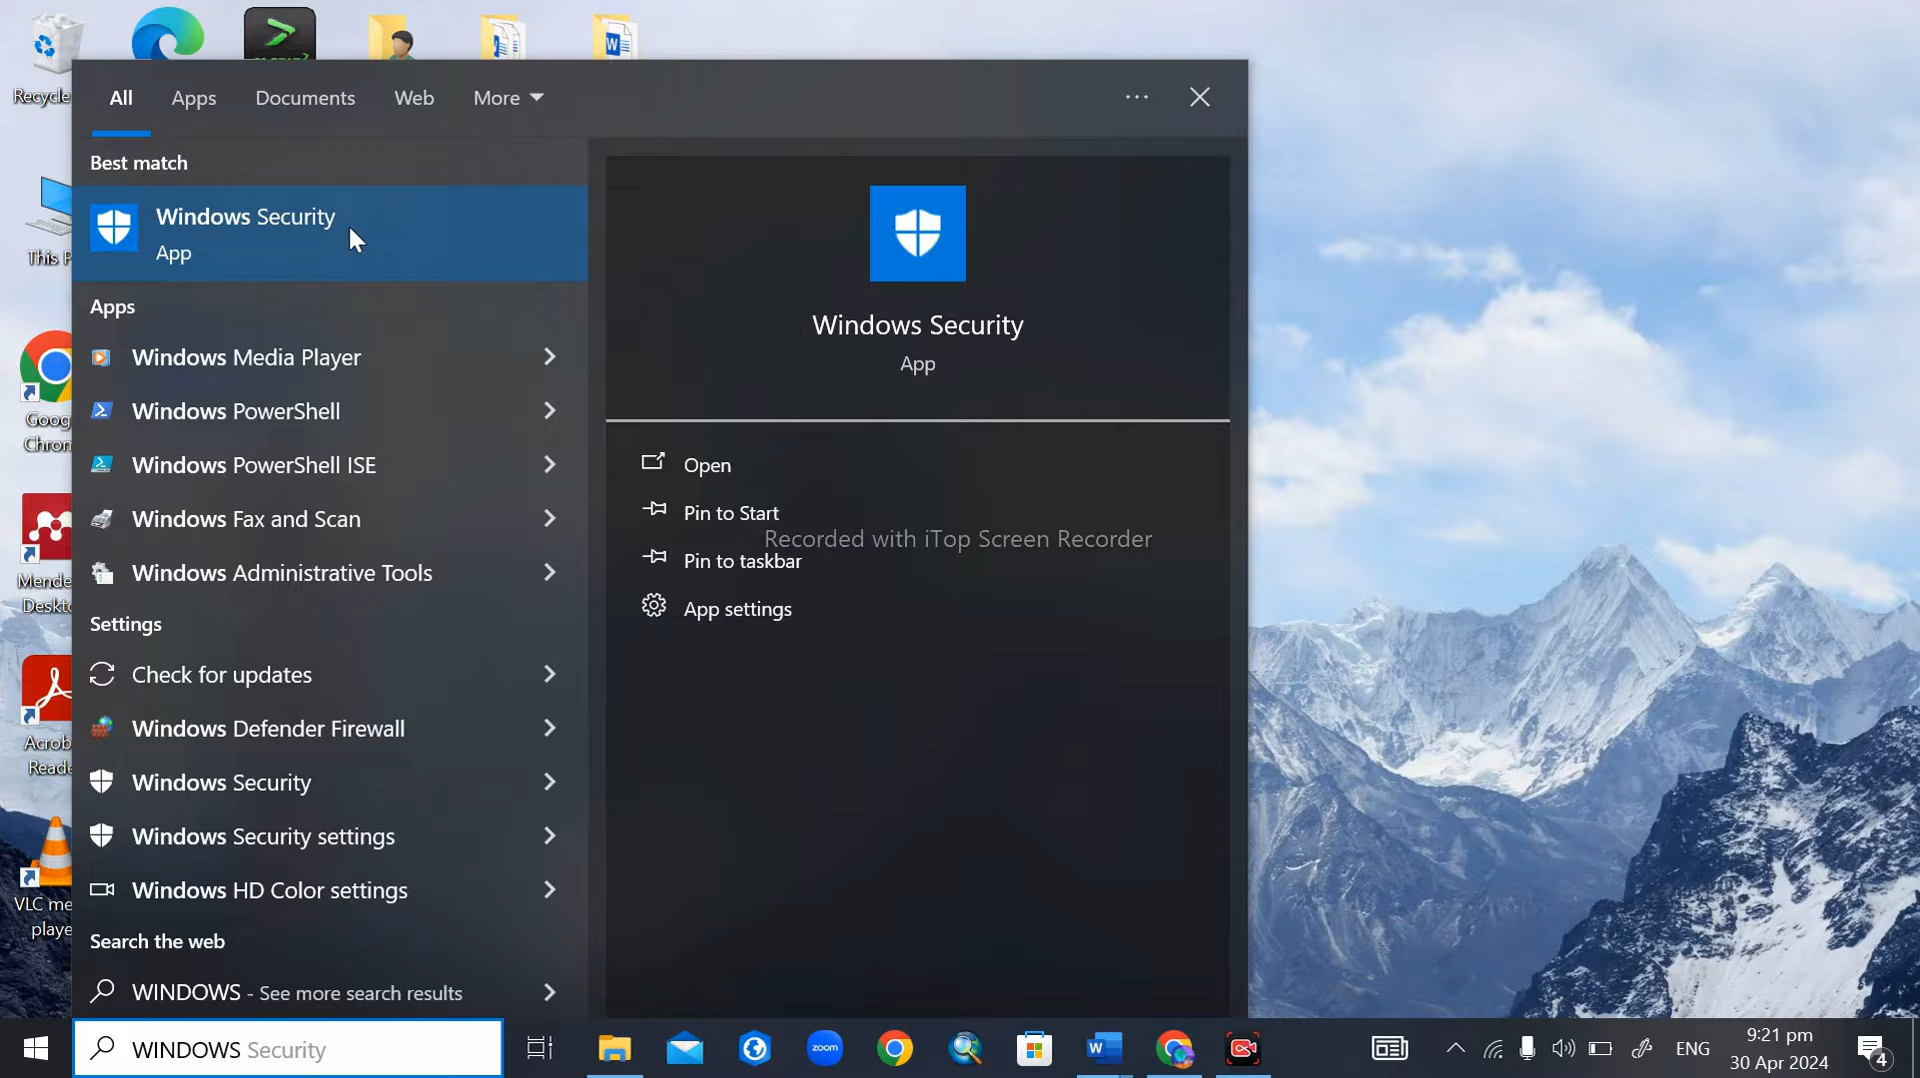 Recycle
This P
Goog
Chrom
Mende
Deskto
Acrob
Reade
VLC me
playe
All
Apps
Documents
Web
More
Best match
Windows Security
App
Apps
Windows Media Player
Windows PowerShell
Windows PowerShell ISE
Windows Fax and Scan
Windows Administrative Tools
Settings
Check for updates
Windows Defender Firewall
Windows Security
Windows Security settings
Windows HD Color settings
Search the web
WINDOWS - See more search results
Windows Security
App
Open
Pin to Start
Recorded with iTop Screen Recorder
Pin to taskbar
App settings
WINDOWS Security
zoom
ENG
9:21 pm
30 Apr 2024
4